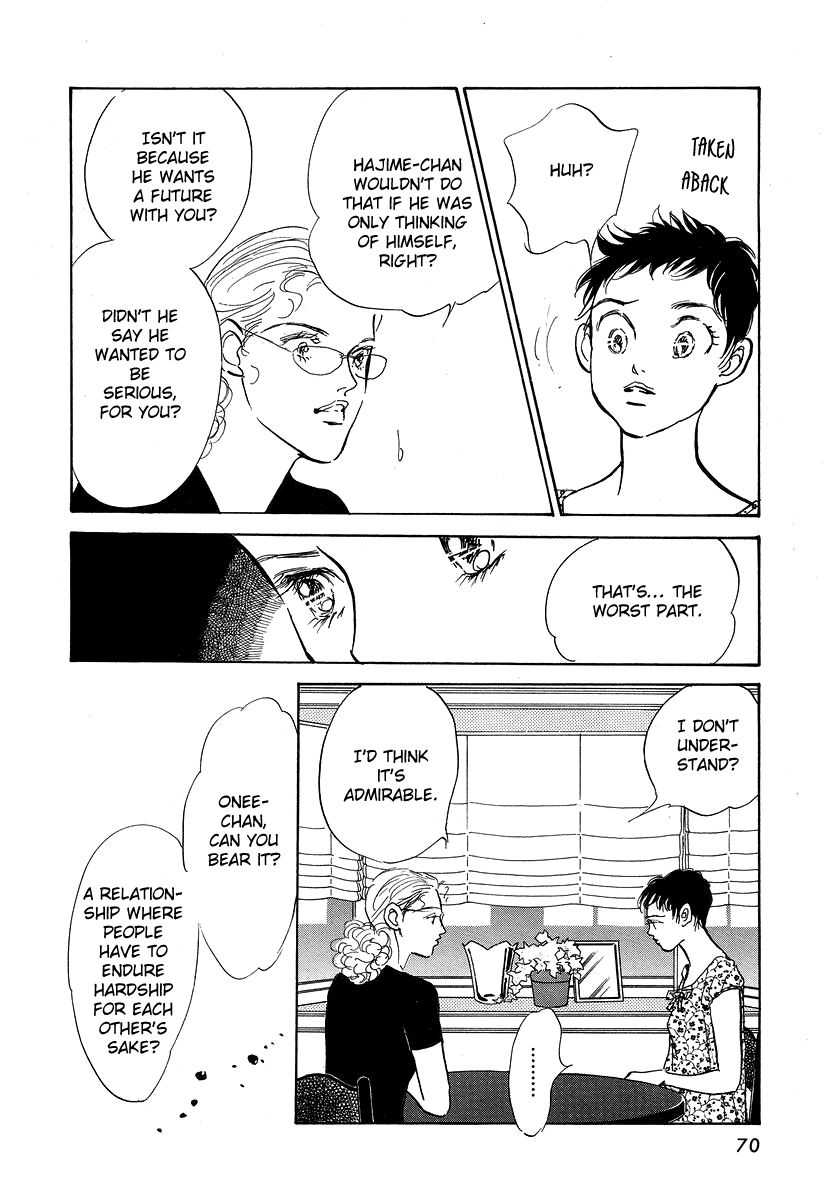 HUH?
TAKEN
ABACK
HAJIME-CHAN
WOULDN'T DO
THAT IF HE WAS
ONLY THINKING
OF HIMSELF,
RIGHT?
ISN'T IT
BECAUSE
HE WANTS
A FUTURE
WITH YOU?
DIDN'T HE
SAY HE
WANTED TO
BE
SERIOUS,
FOR YOU?
THAT'S... THE
WORST PART.
I DON'T
UNDER-
STAND?
I'D THINK
IT'S
ADMIRABLE.
........
ONEE-
CHAN,
CAN YOU
BEAR IT?
A RELATION-
SHIP WHERE
PEOPLE
HAVE TO
ENDURE
HARDSHIP
FOR EACH
OTHER'S
SAKE?
70